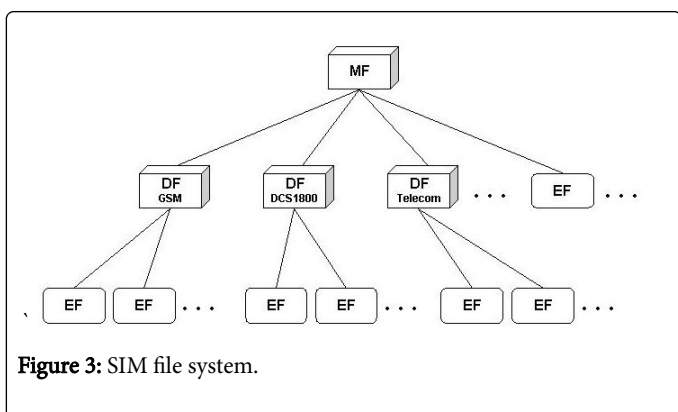 MF
DF
GSM
DF
DCS1800
DF
Telecom
. . .
EF
. . .
` EF EF . . . EF EF . . . EF EF . . .
Figure 3: SIM file system.